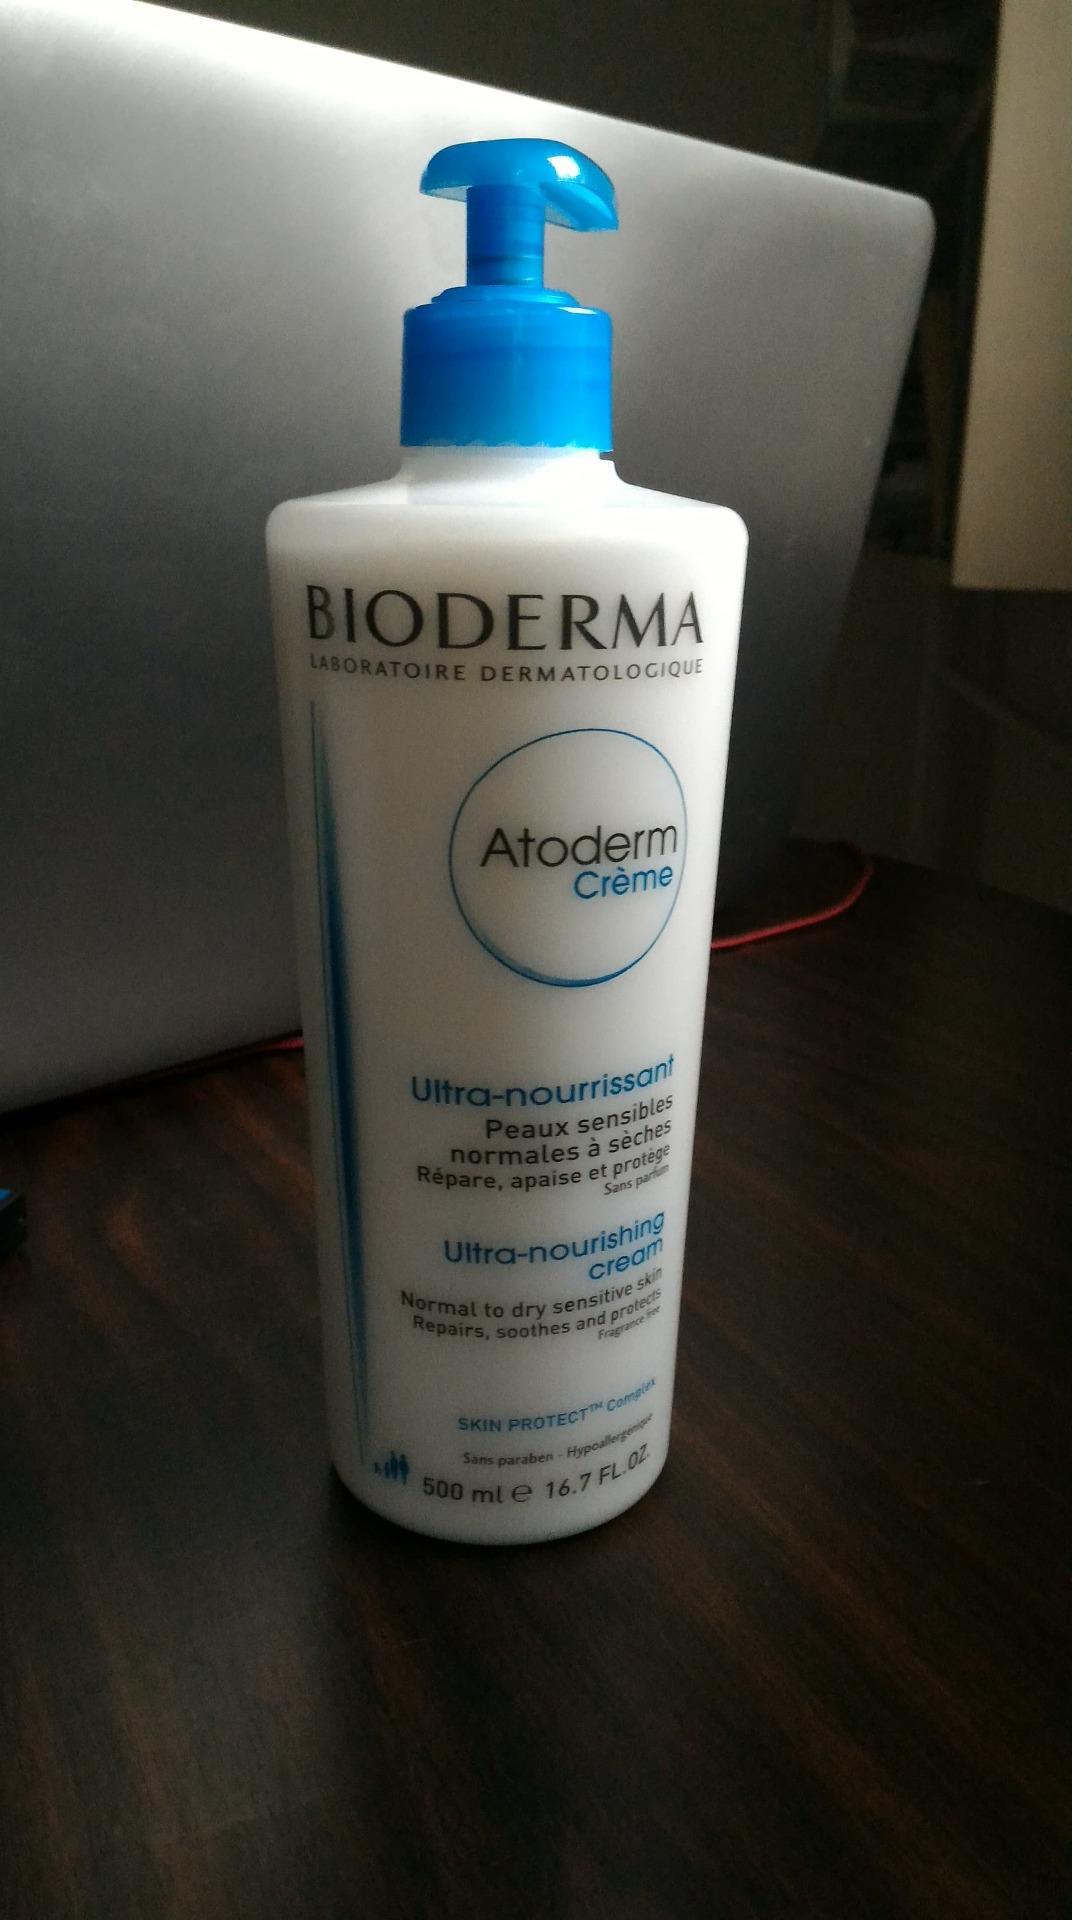 BIODERMA
LABORATOIRE DERMATOLOGIQUE
Atoderm
Crème
Ultra-nourrissant
Peaux sensibles
normales à sèches
Répare, apaise et protège
Sans parfum
Ultra-nourishing
cream
Normal to dry sensitive skin
Repairs, soothes and protects
Fragrance free
SKIN PROTECT™ Complex
Sans paraben - Hypoallergénique
500 ml ℮ 16.7 FL.OZ.